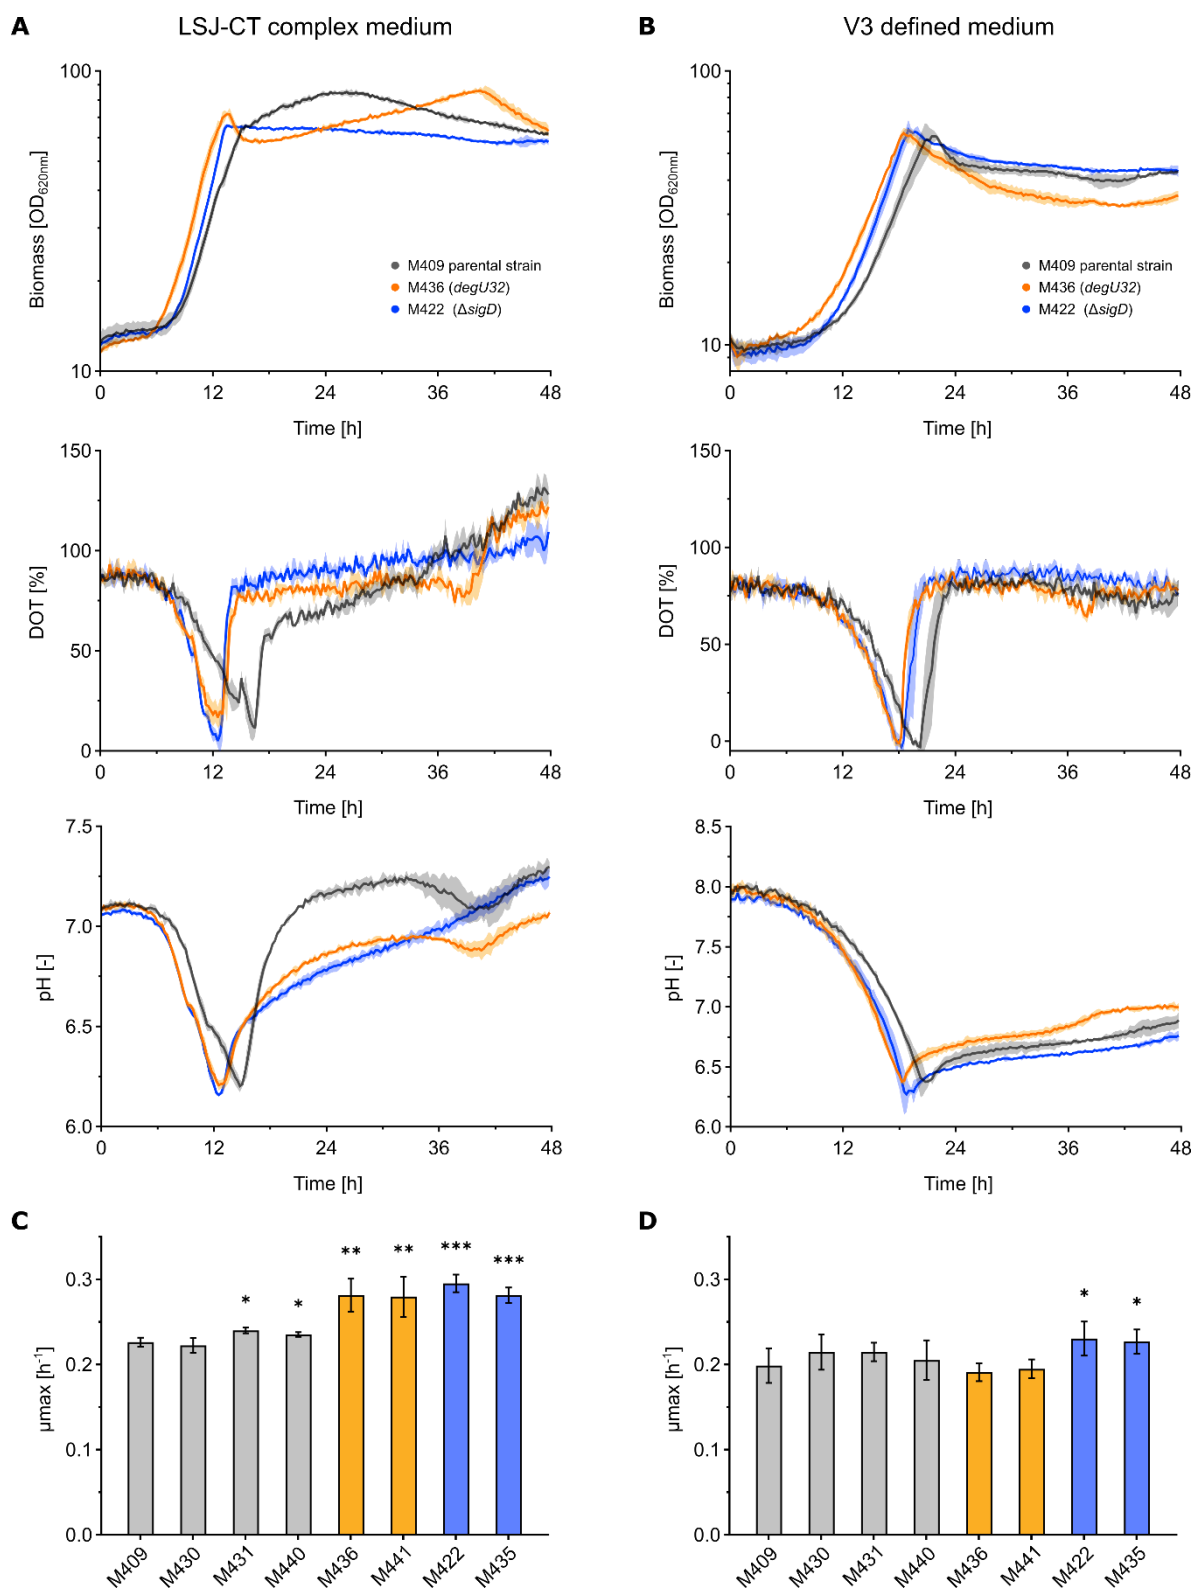 A LSJ-CT complex medium
B V3 defined medium
Biomass [OD620nm]
100
10
0 12 24 36 48
Time [h]
M409 parental strain
M436 (degU32)
M422 (ΔsigD)
Biomass [OD620nm]
100
10
0 12 24 36 48
Time [h]
M409 parental strain
M436 (degU32)
M422 (ΔsigD)
DOT [%]
150
100
50
0
0 12 24 36 48
Time [h]
DOT [%]
150
100
50
0
0 12 24 36 48
Time [h]
pH [-]
7.5
7.0
6.5
6.0
0 12 24 36 48
Time [h]
pH [-]
8.5
8.0
7.5
7.0
6.5
6.0
0 12 24 36 48
Time [h]
C
µmax [h-1]
0.3
0.2
0.1
0.0
* * ** ** *** ***
M409 M430 M431 M440 M436 M441 M422 M435
D
µmax [h-1]
0.3
0.2
0.1
0.0
* *
M409 M430 M431 M440 M436 M441 M422 M435